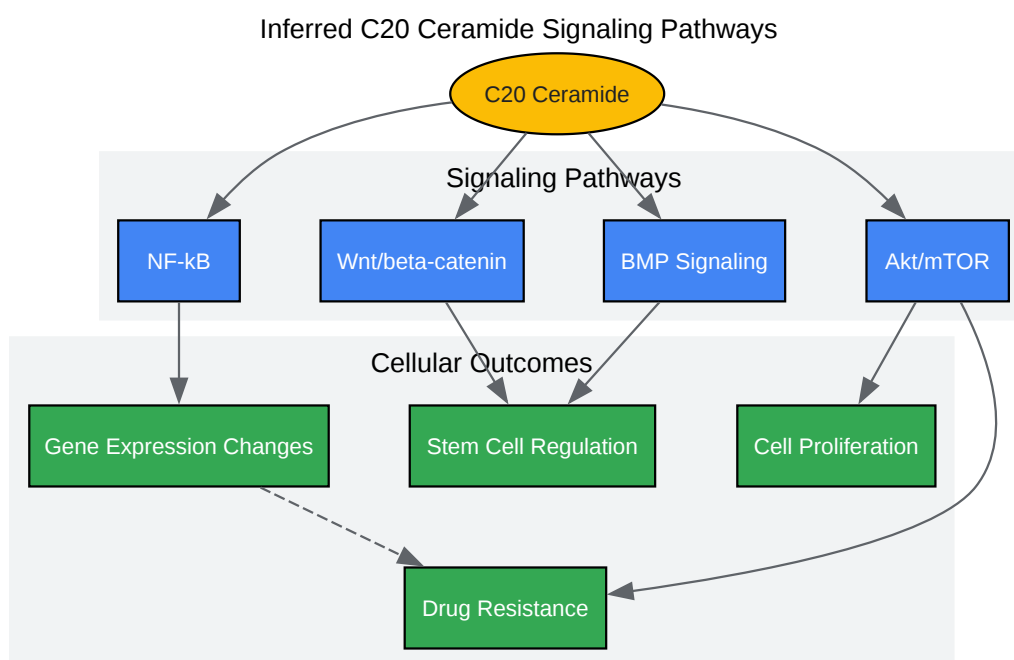 Inferred C20 Ceramide Signaling Pathways
C20 Ceramide
Signaling Pathways
NF-kB
Wnt/beta-catenin
BMP Signaling
Akt/mTOR
Cellular Outcomes
Gene Expression Changes
Stem Cell Regulation
Cell Proliferation
Drug Resistance